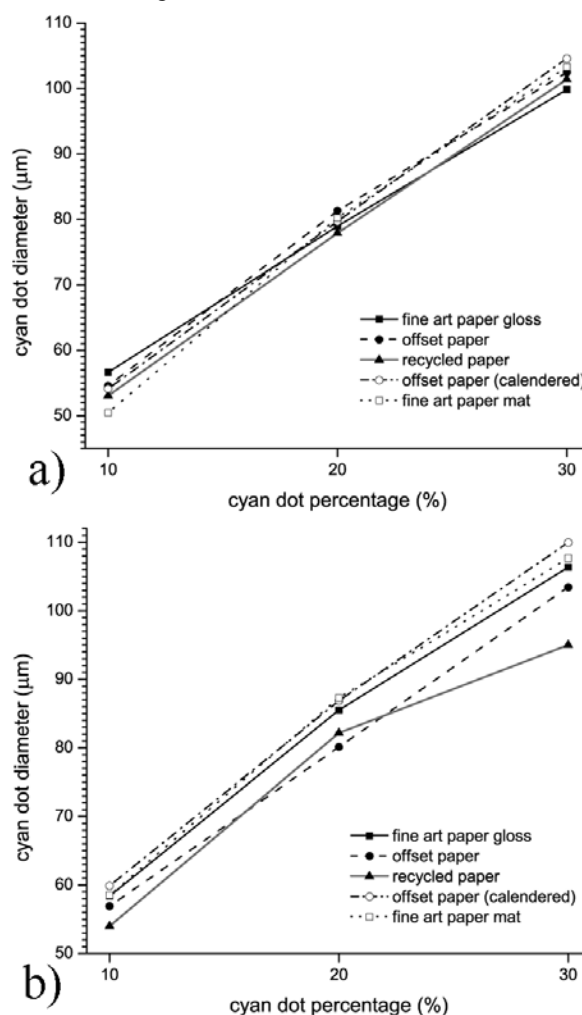 110
100
90
80
70
60
50
cyan dot diameter (µm)
fine art paper gloss
offset paper
recycled paper
offset paper (calendered)
fine art paper mat
10
20
30
cyan dot percentage (%)
a)
110
100
90
80
70
60
50
cyan dot diameter (µm)
fine art paper gloss
offset paper
recycled paper
offset paper (calendered)
fine art paper mat
10
20
30
cyan dot percentage (%)
b)